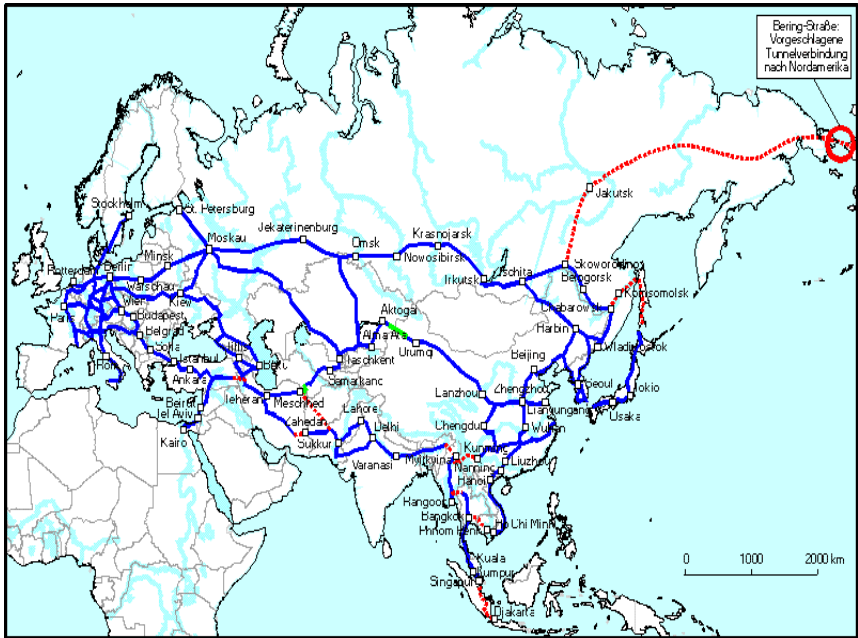 Bering-Straße:
Vorgeschlagene
Tunnelverbindung
nach Nordamerika
Jakutsk
Stockholm
St. Petersburg
Jekaterinenburg
Krasnojarsk
Moskau
Omsk
Nowosibirsk
Minsk
Berlin
Rotterdam
Warschau
Irkutsk
Tschita
Skoworodino
Belogorsk
Komsomolsk
Chabarowsk
Wien
Kiew
Budapest
Paris
Belgrad
Aktogai
Harbin
Sofia
Istanbul
Tiflis
Baku
Rom
Alma Ata
Urumqi
Wladiwostok
Taschkent
Beijing
Ankara
Samarkand
Seoul
Tokio
Teheran
Meschhed
Lanzhou
Zhengzhou
Lianyungang
Osaka
Beirut
Tel Aviv
Lahore
Zahedan
Delhi
Chengdu
Wuhan
Kairo
Sukkur
Varanasi
Myitkyina
Kunming
Liuzhou
Nanning
Hanoi
Rangoon
Bangkok
Ho Chi Minh
Phnom Penh
Kuala
Lumpur
Singapur
Djakarta
0 1000 2000 km